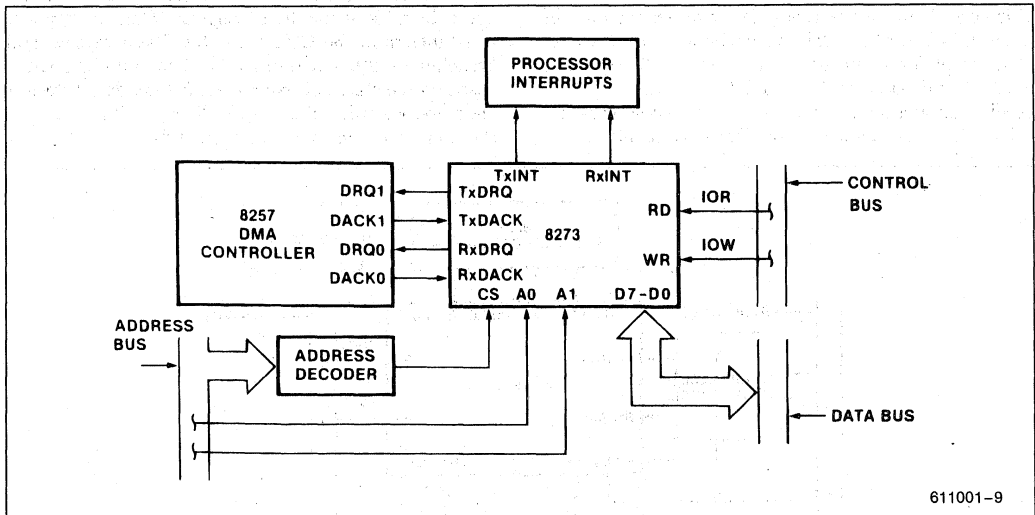 PROCESSOR
INTERRUPTS
TxINT RxINT
8257
DMA
CONTROLLER
DRQ1
DACK1
DRQ0
DACK0
TxDRQ
TxDACK
RxDRQ
RxDACK
8273
RD
WR
CS A0 A1 D7-D0
IOR
IOW
CONTROL
BUS
ADDRESS
BUS
ADDRESS
DECODER
DATA BUS
611001-9